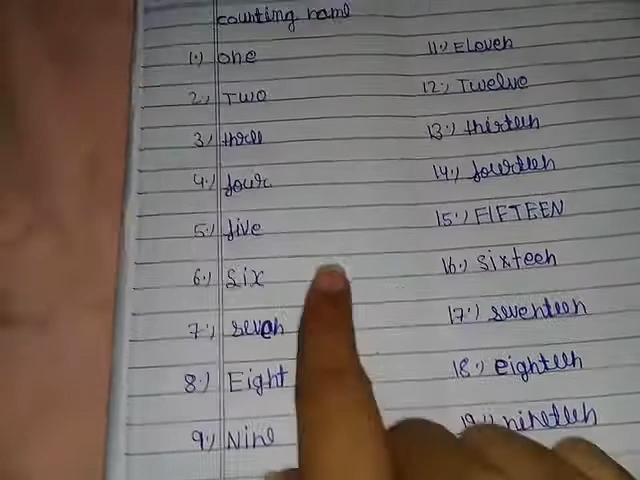 counting name
1.) one
2.) Two
3.) three
4.) four
5.) five
6.) Six
7.) seven
8.) Eight
9.) Nine
11.) Eleven
12.) Twelve
13.) thirteen
14.) fourteen
15.) FIFTEEN
16.) sixteen
17.) seventeen
18.) eighteen
19.) nineteen